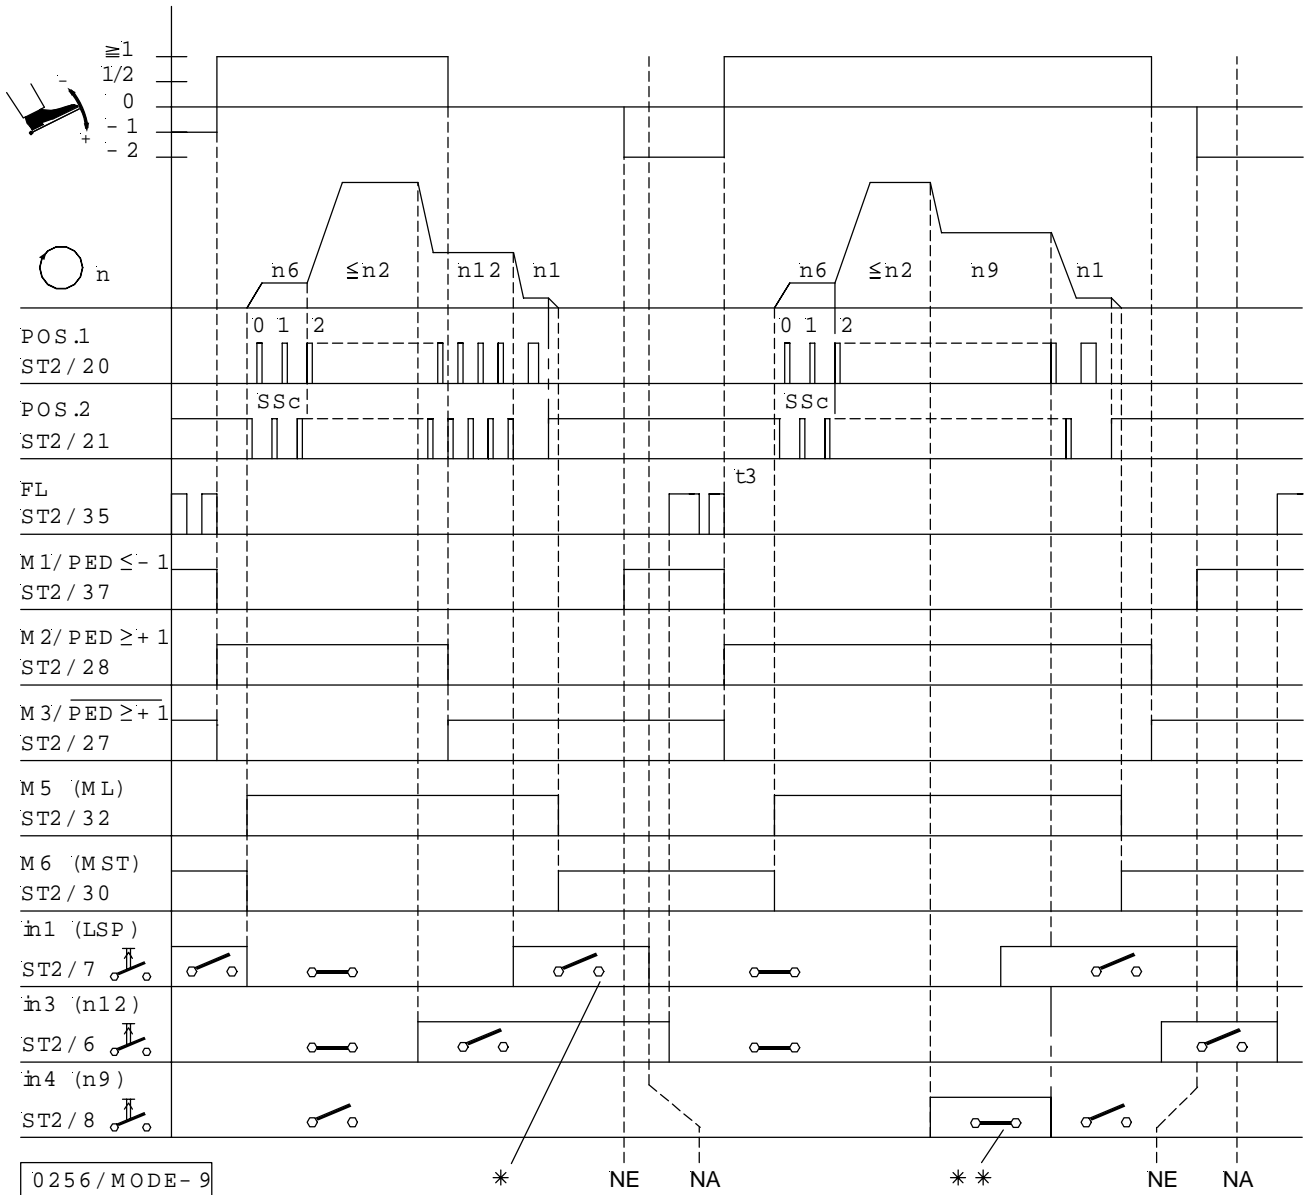 ≧1
1/2
0
-1
-2
-
+
n
n6 ≦n2 n12 n1 n6 ≦n2 n9 n1
POS.1 0 1 2 0 1 2
ST2/20
POS.2 SSc SSc
ST2/21
FL t3
ST2/35
M1/PED≤-1
ST2/37
M2/PED≥+1
ST2/28
M3/PED≥+1
ST2/27
M5 (ML)
ST2/32
M6 (MST)
ST2/30
in1 (LSP)
ST2/7
in3 (n12)
ST2/6
in4 (n9)
ST2/8
0256/MODE-9 * NE NA ** NE NA